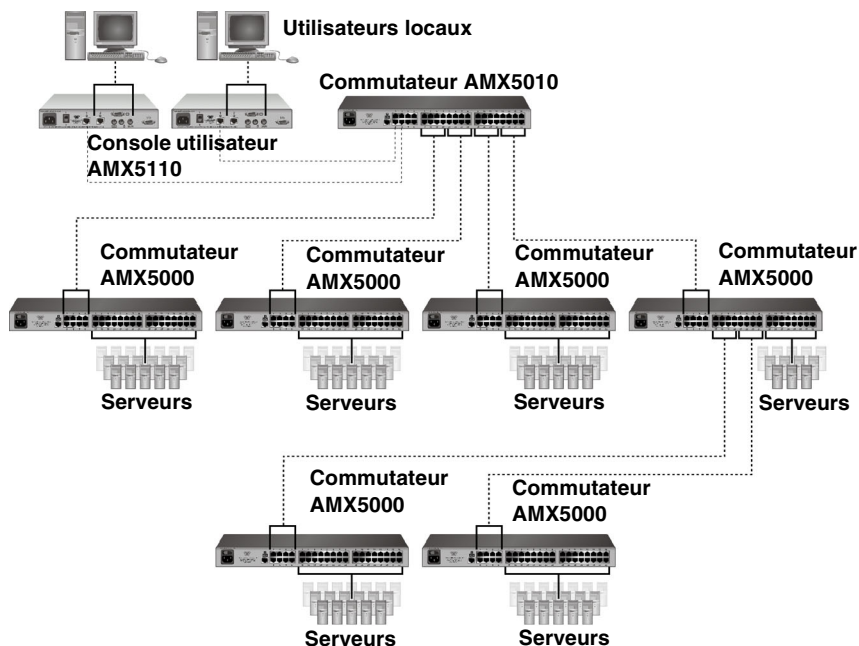 Utilisateurs locaux
Commutateur AMX5010
Console utilisateur
AMX5110
Commutateur
AMX5000
Commutateur
AMX5000
Commutateur
AMX5000
Commutateur
AMX5000
Serveurs
Serveurs
Serveurs
Serveurs
Commutateur
AMX5000
Commutateur
AMX5000
Serveurs
Serveurs